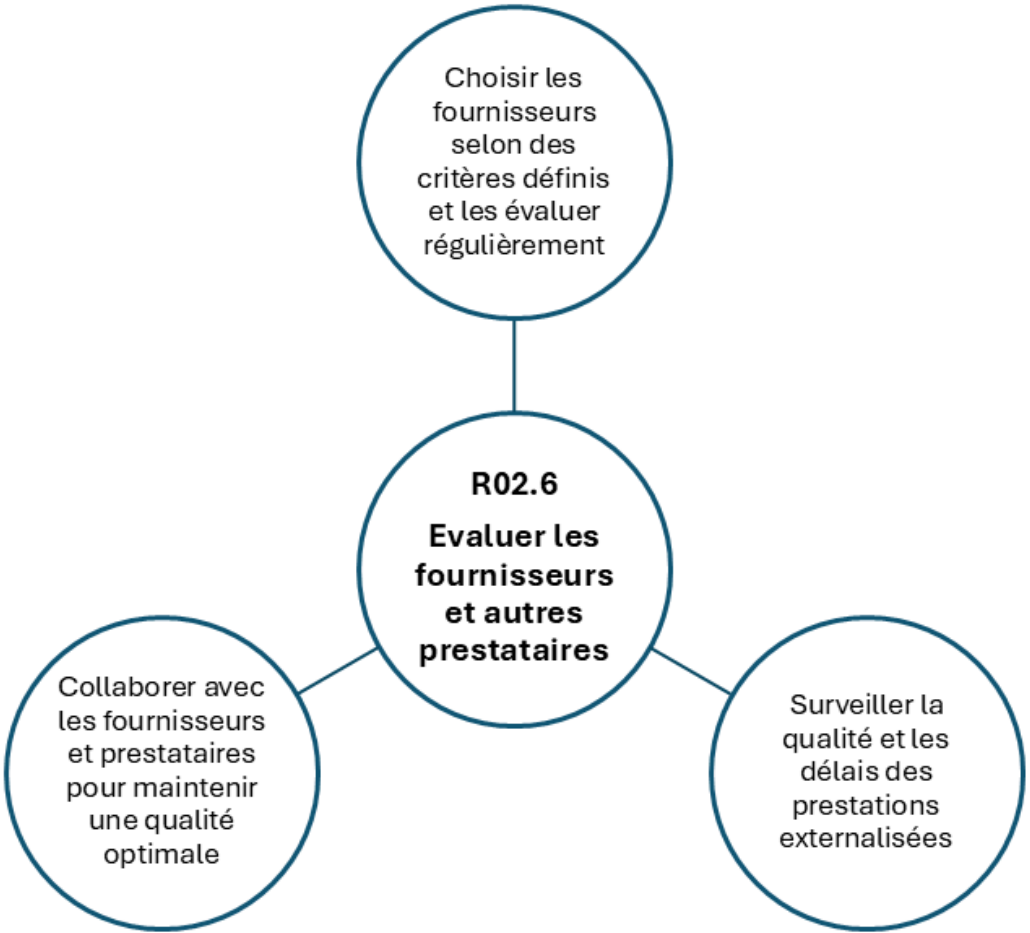 Choisir les
fournisseurs
selon des
critères définis
et les évaluer
régulièrement
R02.6
Evaluer les
fournisseurs
et autres
prestataires
Collaborer avec
les fournisseurs
et prestataires
pour maintenir
une qualité
optimale
Surveiller la
qualité et les
délais des
prestations
externalisées